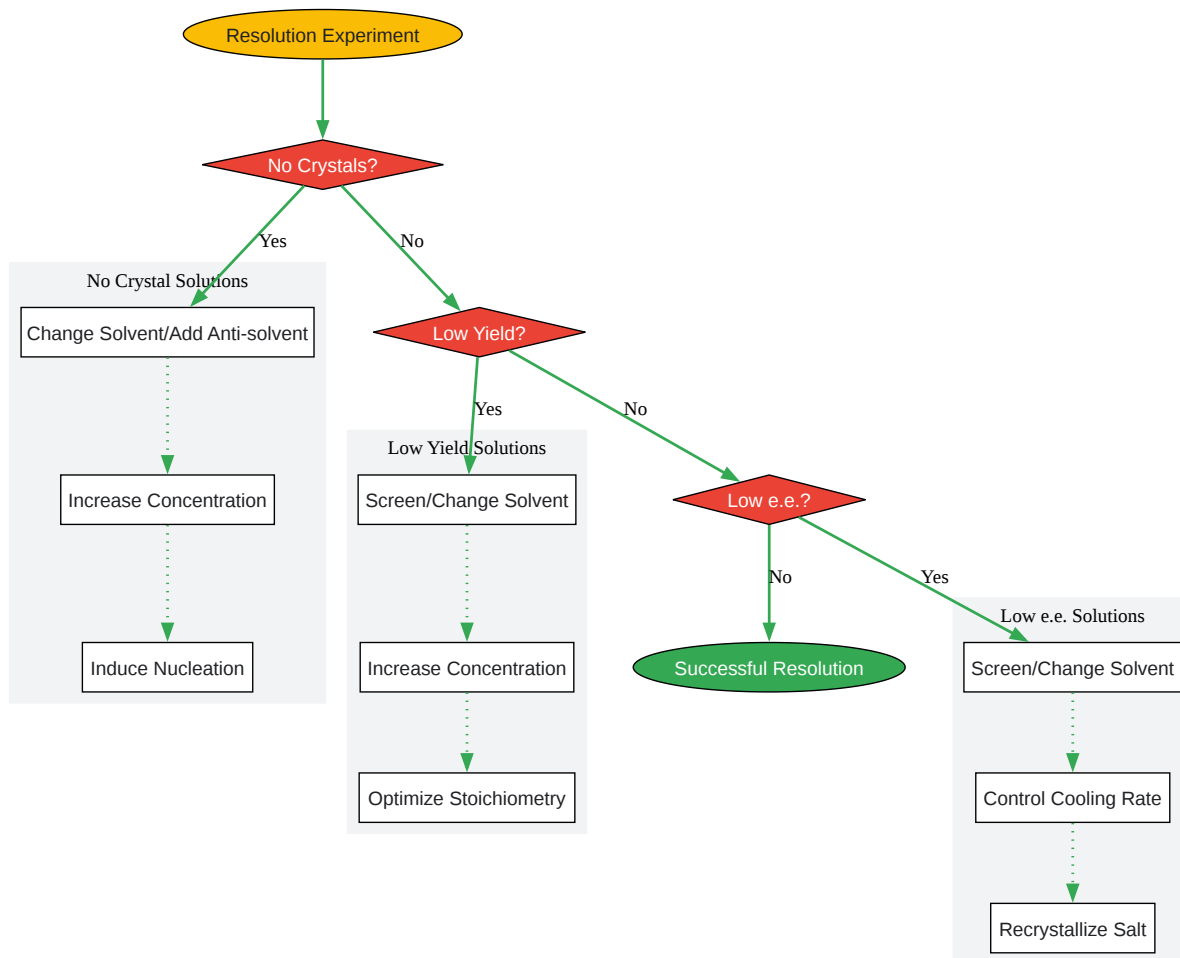 Resolution Experiment
No Crystals?
Yes
No
No Crystal Solutions
Change Solvent/Add Anti-solvent
Low Yield?
Yes
No
Low Yield Solutions
Increase Concentration
Screen/Change Solvent
Low e.e.?
No
Yes
Low e.e. Solutions
Induce Nucleation
Increase Concentration
Successful Resolution
Screen/Change Solvent
Optimize Stoichiometry
Control Cooling Rate
Recrystallize Salt